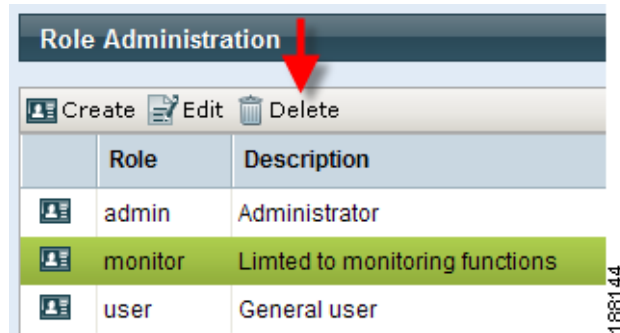 Role Administration
Create Edit Delete
Role Description
admin Administrator
monitor Limted to monitoring functions
user General user
188144